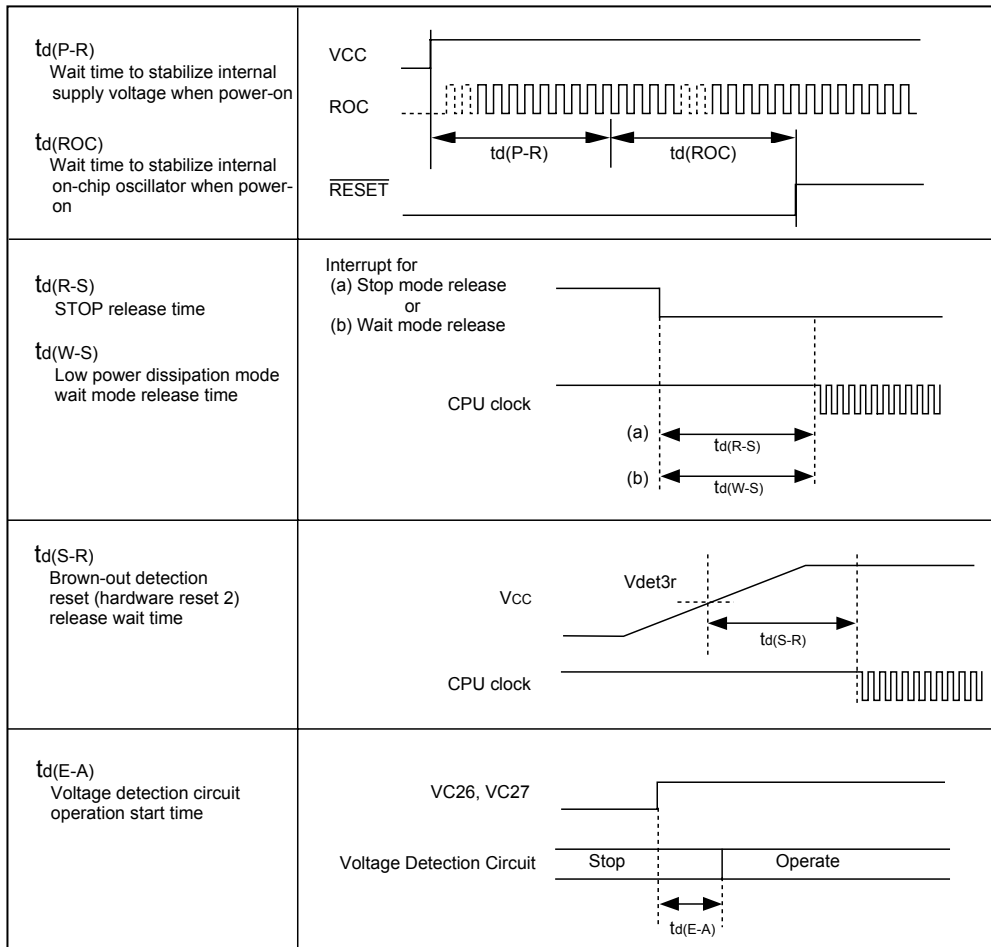 td(P-R)
Wait time to stabilize internal
supply voltage when power-on
td(ROC)
Wait time to stabilize internal
on-chip oscillator when power-
on
VCC
ROC
td(P-R)
td(ROC)
RESET
td(R-S)
STOP release time
td(W-S)
Low power dissipation mode
wait mode release time
Interrupt for
(a) Stop mode release
or
(b) Wait mode release
CPU clock
(a)
td(R-S)
(b)
td(W-S)
td(S-R)
Brown-out detection
reset (hardware reset 2)
release wait time
Vdet3r
VCC
td(S-R)
CPU clock
td(E-A)
Voltage detection circuit
operation start time
VC26, VC27
Voltage Detection Circuit
Stop
Operate
td(E-A)